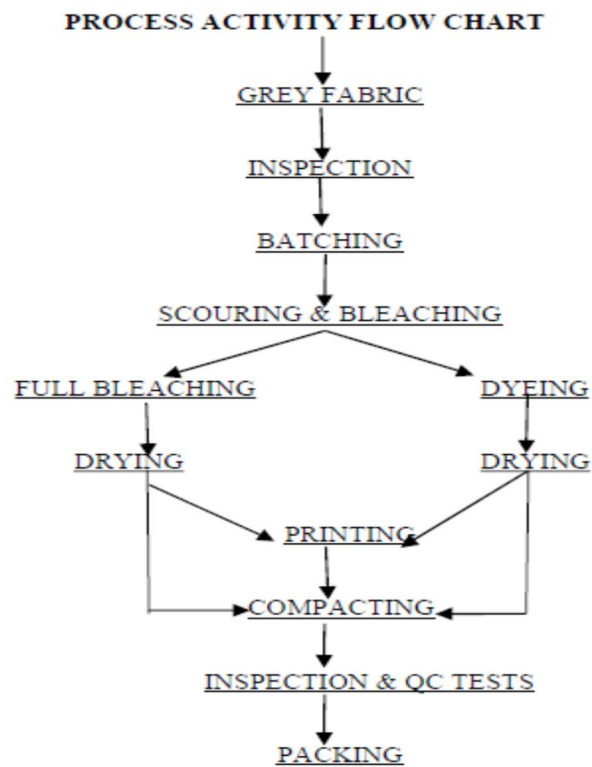 PROCESS ACTIVITY FLOW CHART
GREY FABRIC
INSPECTION
BATCHING
SCOURING & BLEACHING
FULL BLEACHING
DYEING
DRYING
DRYING
PRINTING
COMPACTING
INSPECTION & QC TESTS
PACKING